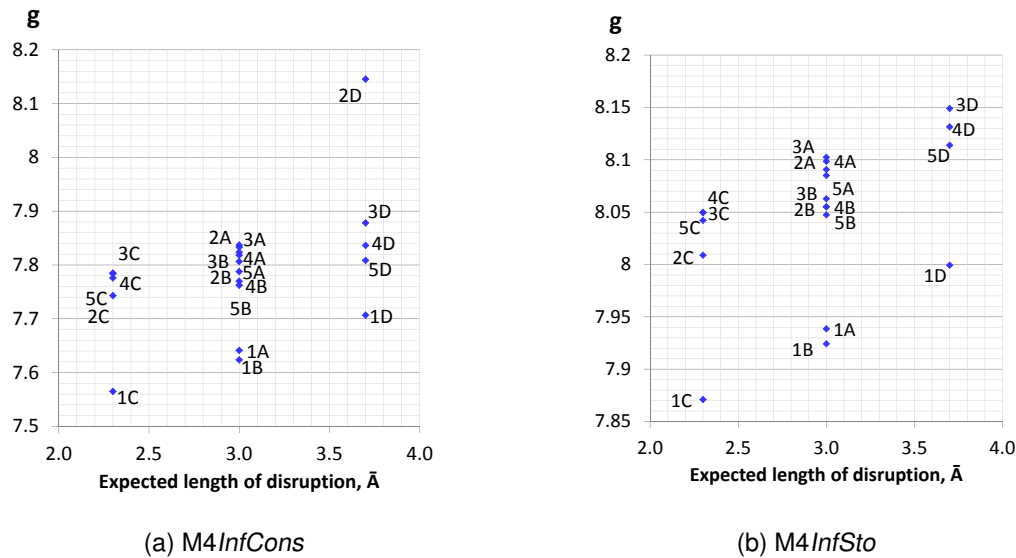 g
8.2
8.1
8
7.9
7.8
7.7
7.6
7.5
2.0 2.5 3.0 3.5 4.0
2D
3D
4D
5D
1D
2A 3A
3B 4A
5A
2B 4B
5B
1A
1B
3C
4C
5C
2C
1C
Expected length of disruption, Ā
(a) M4InfCons
g
8.2
8.15
8.1
8.05
8
7.95
7.9
7.85
2.0 2.5 3.0 3.5 4.0
3D
4D
5D
1D
3A
2A 4A
5A
3B
2B 4B
5B
1A
1B
4C
3C
5C
2C
1C
Expected length of disruption, Ā
(b) M4InfSto